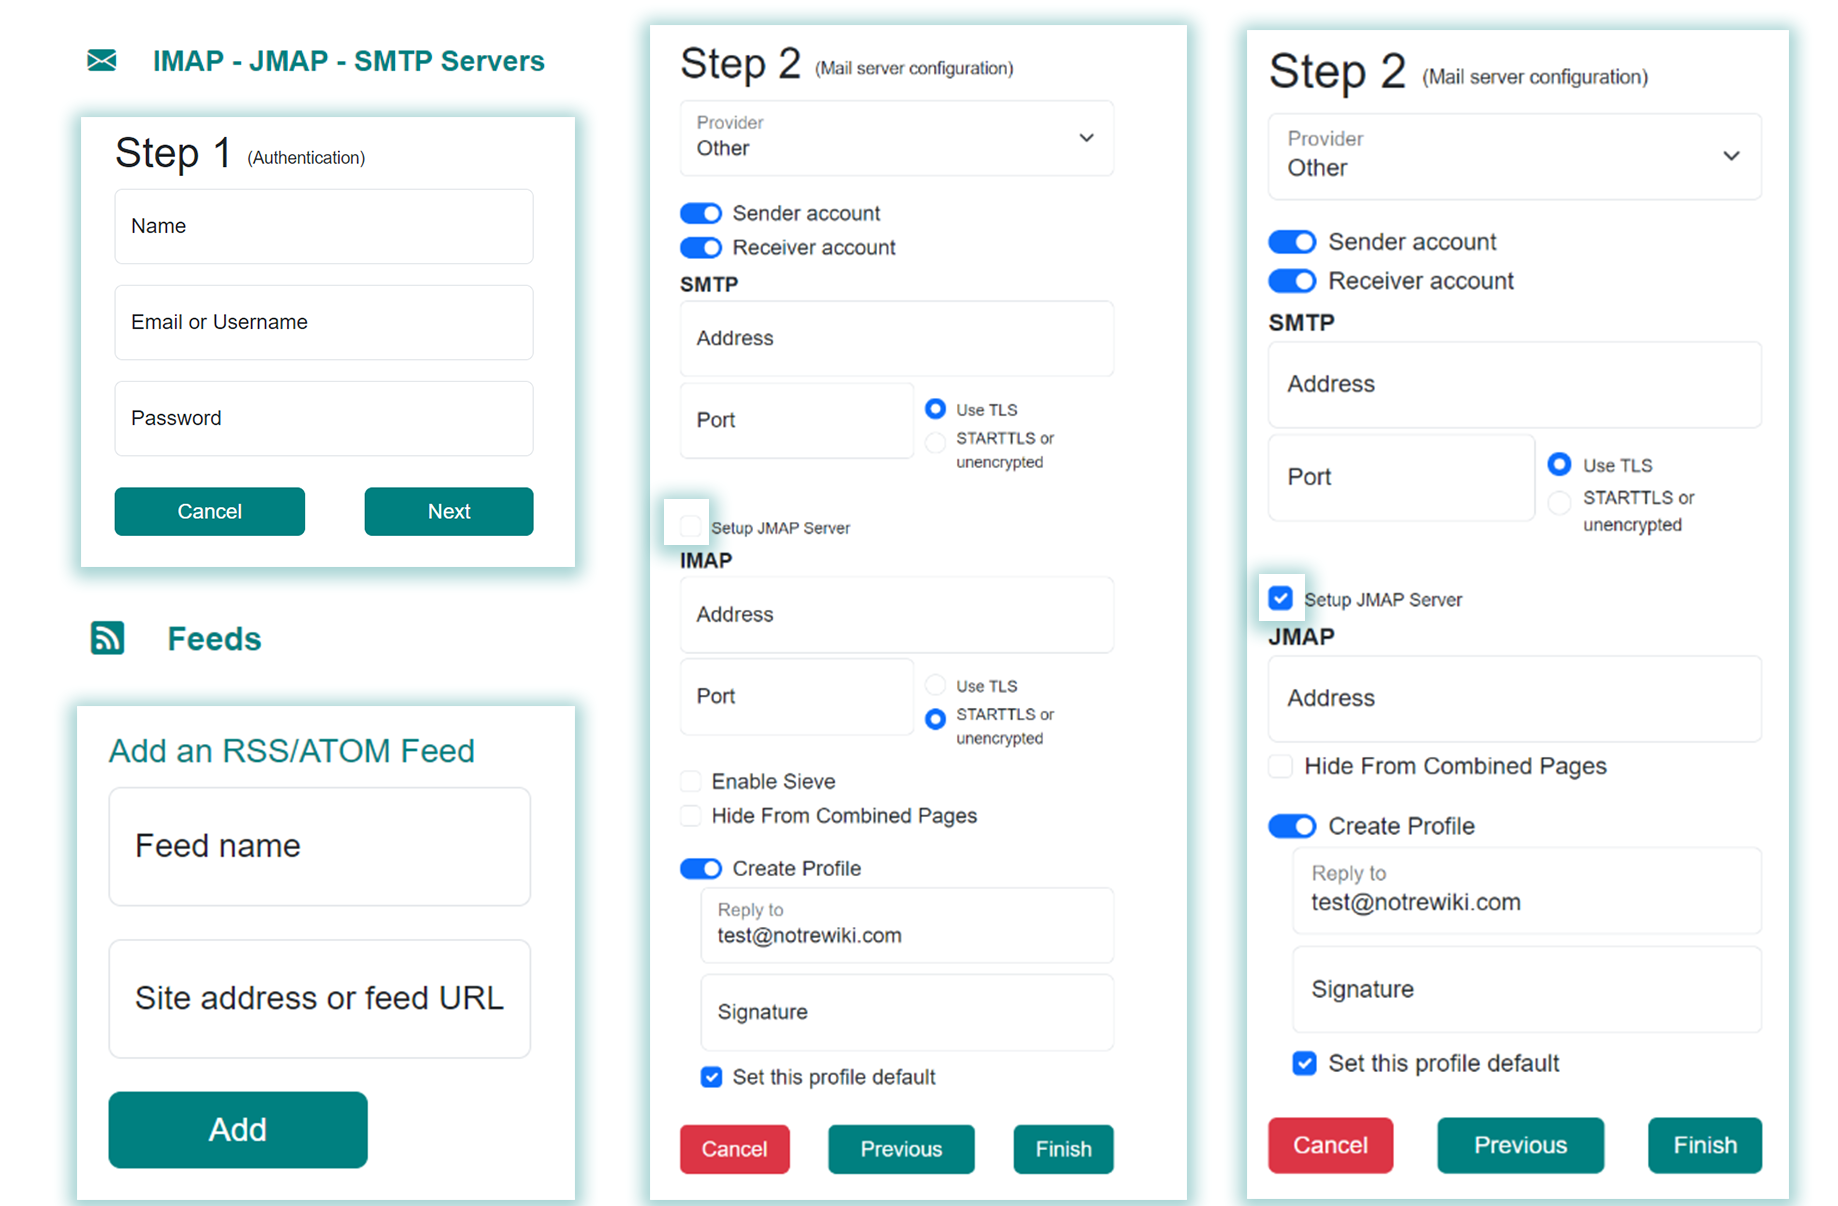 IMAP - JMAP - SMTP Servers
Step 1 (Authentication)
Name
Email or Username
Password
Cancel Next
Feeds
Add an RSS/ATOM Feed
Feed name
Site address or feed URL
Add
Step 2 (Mail server configuration)
Provider
Other
Sender account
Receiver account
SMTP
Address
Port
Use TLS
STARTTLS or
unencrypted
Setup JMAP Server
IMAP
Address
Port
Use TLS
STARTTLS or
unencrypted
Enable Sieve
Hide From Combined Pages
Create Profile
Reply to
test@notrewiki.com
Signature
Set this profile default
Cancel Previous Finish
Step 2 (Mail server configuration)
Provider
Other
Sender account
Receiver account
SMTP
Address
Port
Use TLS
STARTTLS or
unencrypted
Setup JMAP Server
JMAP
Address
Hide From Combined Pages
Create Profile
Reply to
test@notrewiki.com
Signature
Set this profile default
Cancel Previous Finish